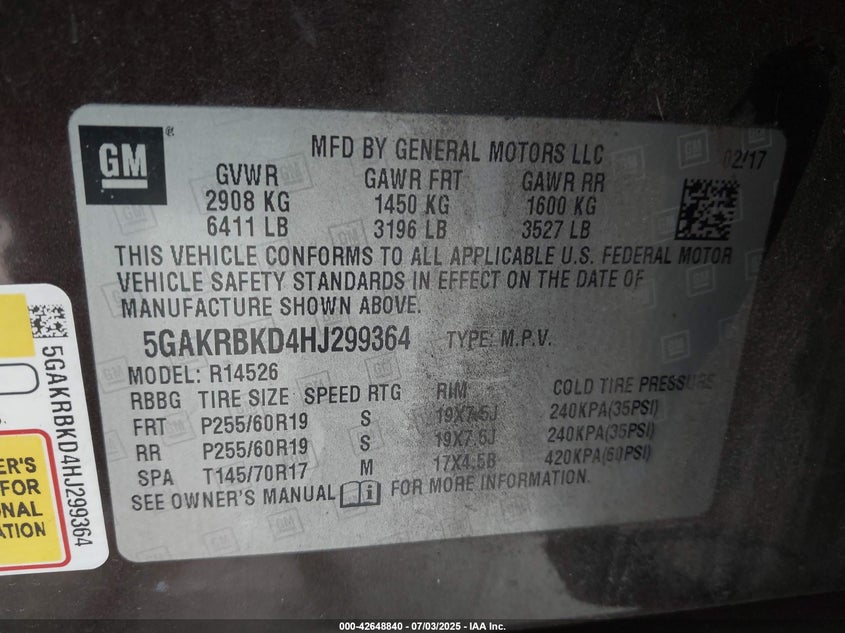 GM
®
MFD BY GENERAL MOTORS LLC
02/17
GVWR GAWR FRT GAWR RR
2908 KG 1450 KG 1600 KG
6411 LB 3196 LB 3527 LB
THIS VEHICLE CONFORMS TO ALL APPLICABLE U.S. FEDERAL MOTOR
VEHICLE SAFETY STANDARDS IN EFFECT ON THE DATE OF
MANUFACTURE SHOWN ABOVE.
5GAKRBKD4HJ299364 TYPE: M.P.V.
MODEL: R14526
RBBG TIRE SIZE SPEED RTG RIM COLD TIRE PRESSURE
FRT P255/60R19 S 19X7.5J 240KPA(35PSI)
RR P255/60R19 S 19X7.5J 240KPA(35PSI)
SPA T145/70R17 M 17X4.5B 420KPA(60PSI)
SEE OWNER'S MANUAL FOR MORE INFORMATION.
5GAKRBKD4HJ299364
ER'S
FOR
NAL
ATION
000-42648840 - 07/03/2025 - IAA Inc.